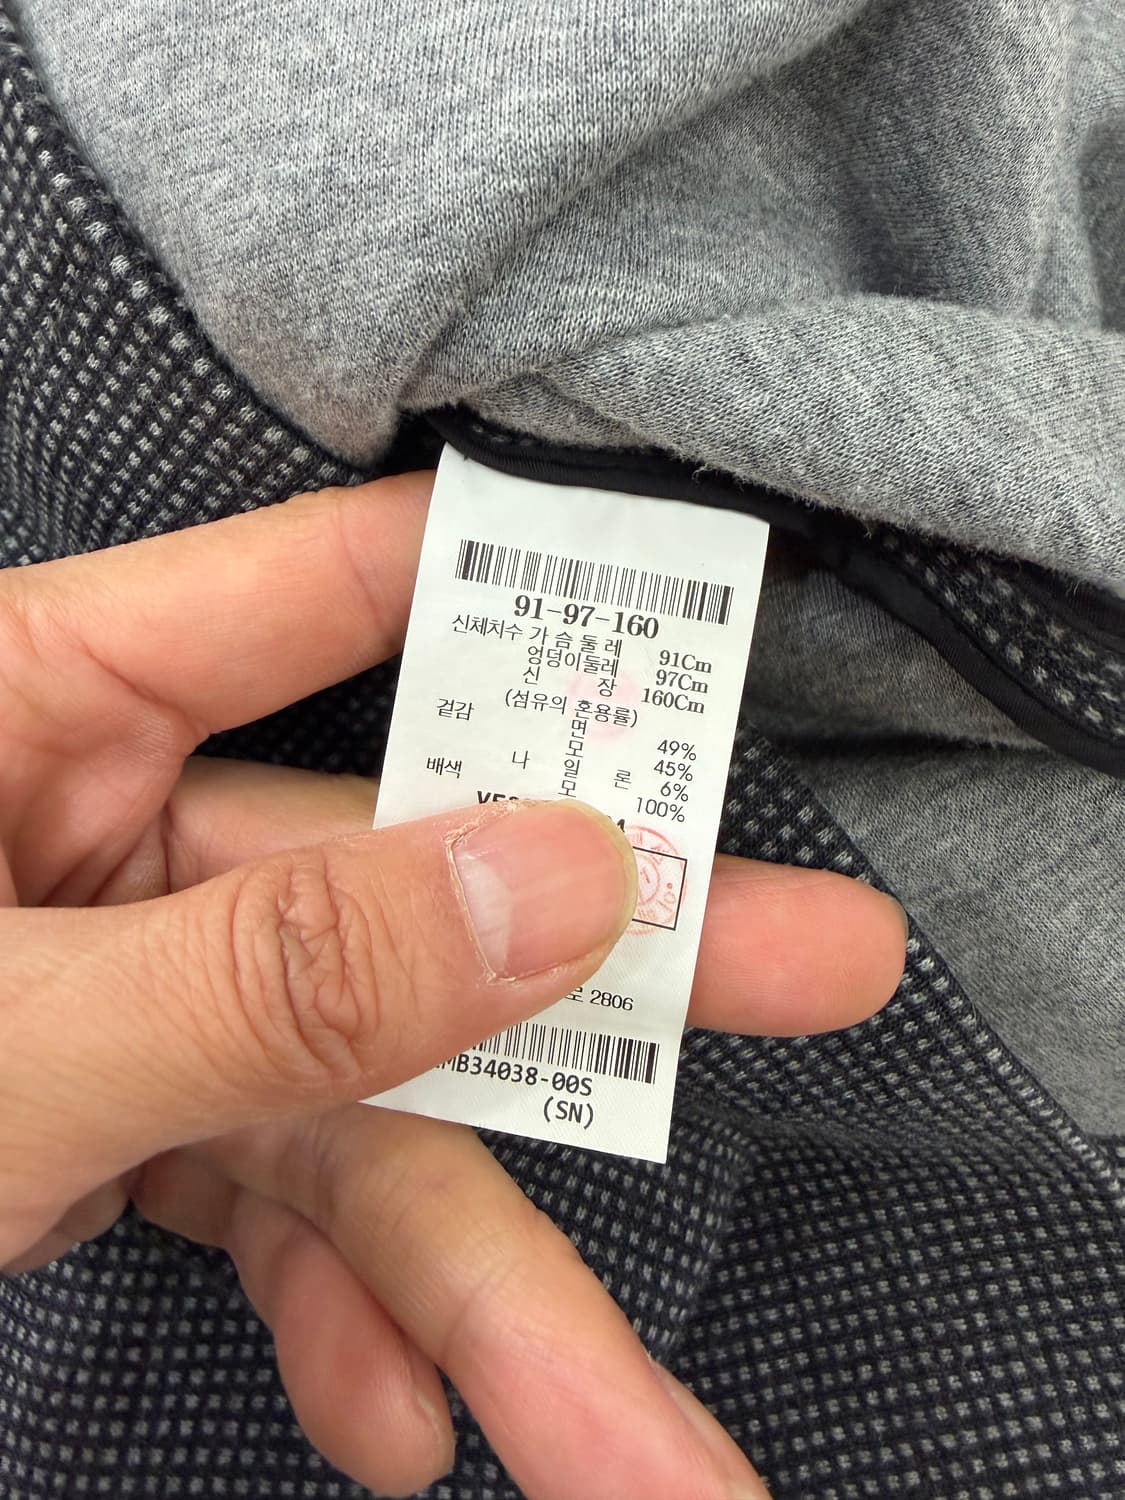 91-97-160
신체치수 가슴둘레 91Cm
엉덩이둘레 97Cm
신장 160Cm
(섬유의 혼용률)
겉감 면 49%
모 45%
나일론 6%
배색 모 100%
2806
MB34038-00S
(SN)